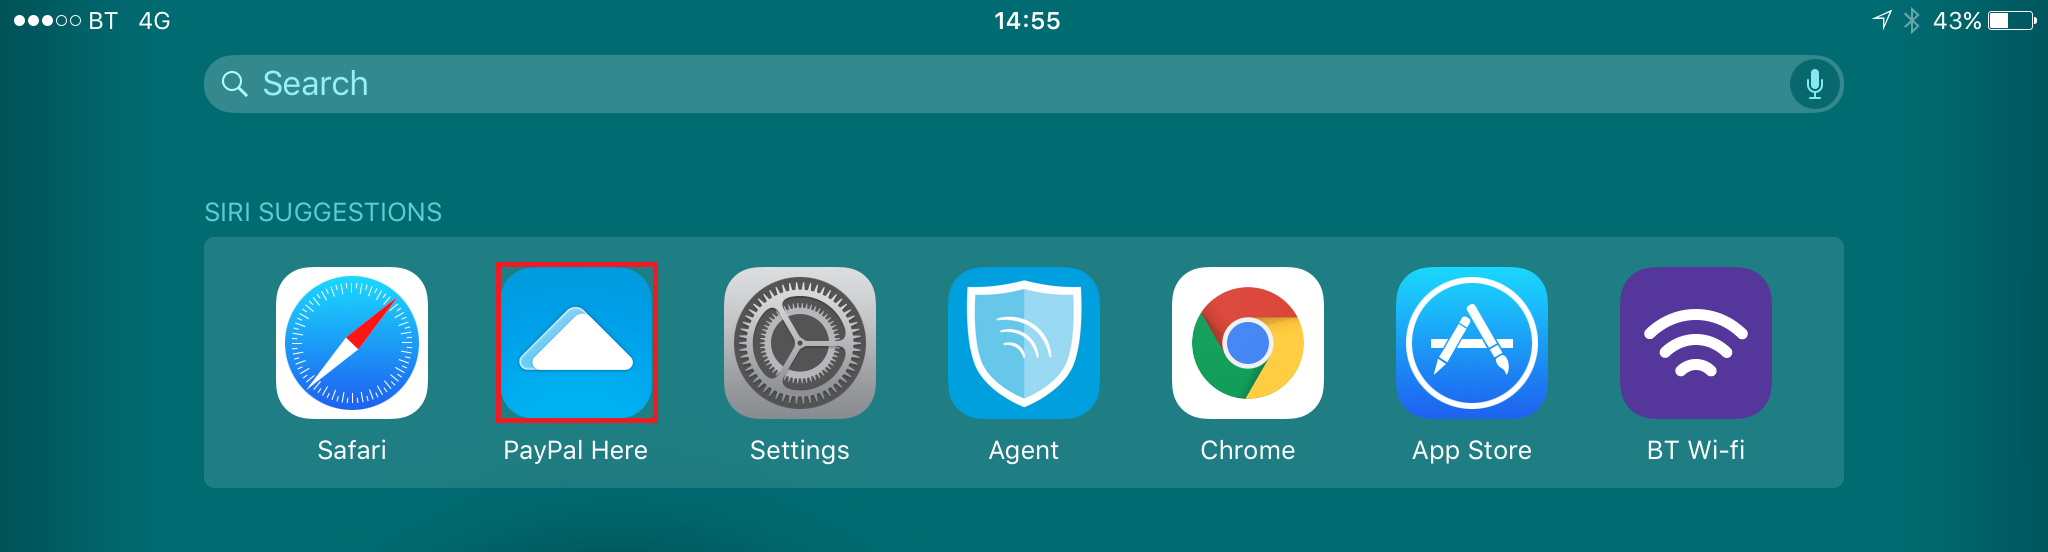 BT 4G 14:55 43%
Search
SIRI SUGGESTIONS
Safari PayPal Here Settings Agent Chrome App Store BT Wi-fi